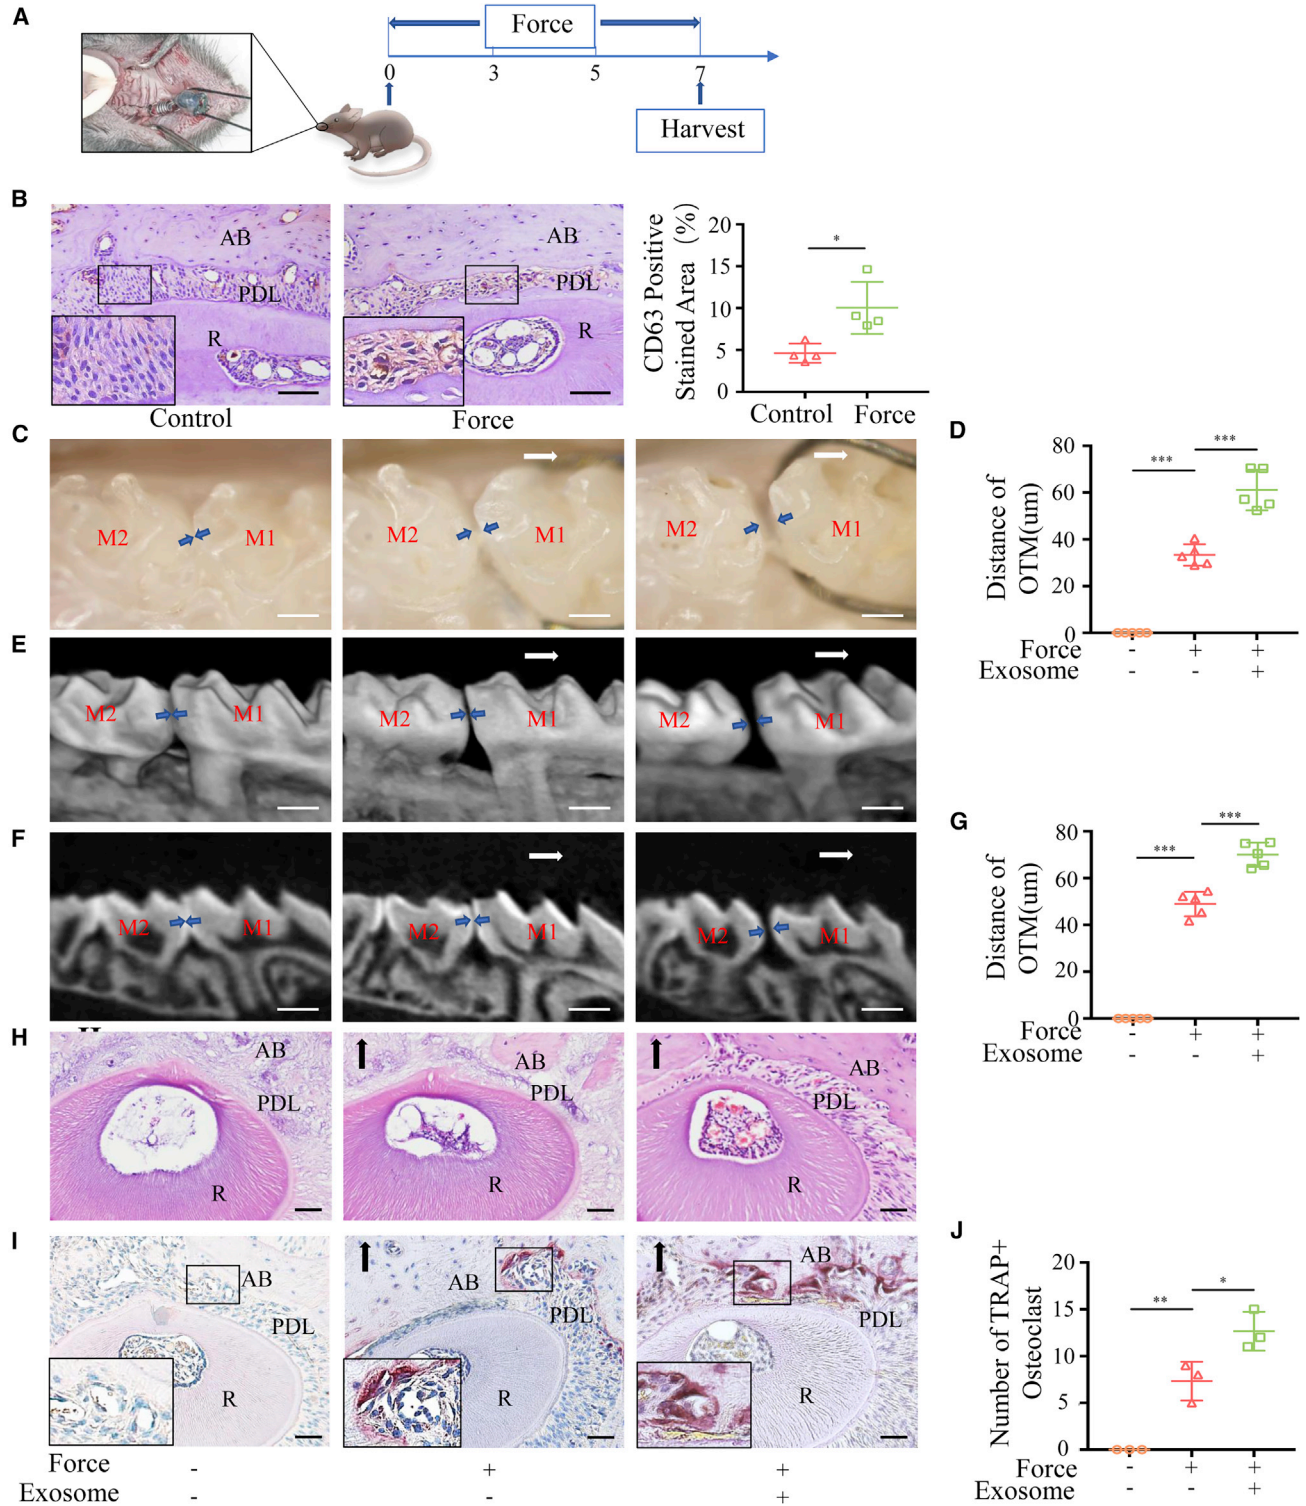 A
Force
0 3 5 7
Harvest
B
AB
PDL
R
Control
AB
PDL
R
Force
CD63 Positive
Stained Area (%)
20
15
10
5
0
*
Control Force
C
M2 M1
M2 M1
M2 M1
D
Distance of
OTM(um)
80
60
40
20
0
***
***
Force - + +
Exosome - - +
E
M2 M1
M2 M1
M2 M1
F
M2 M1
M2 M1
M2 M1
G
Distance of
OTM(um)
80
60
40
20
0
***
***
Force - + +
Exosome - - +
H
AB
PDL
R
AB
PDL
R
AB
PDL
R
I
AB
PDL
R
AB
PDL
R
AB
PDL
R
Force - + +
Exosome - - +
J
Number of TRAP+
Osteoclast
20
15
10
5
0
**
*
Force - + +
Exosome - - +